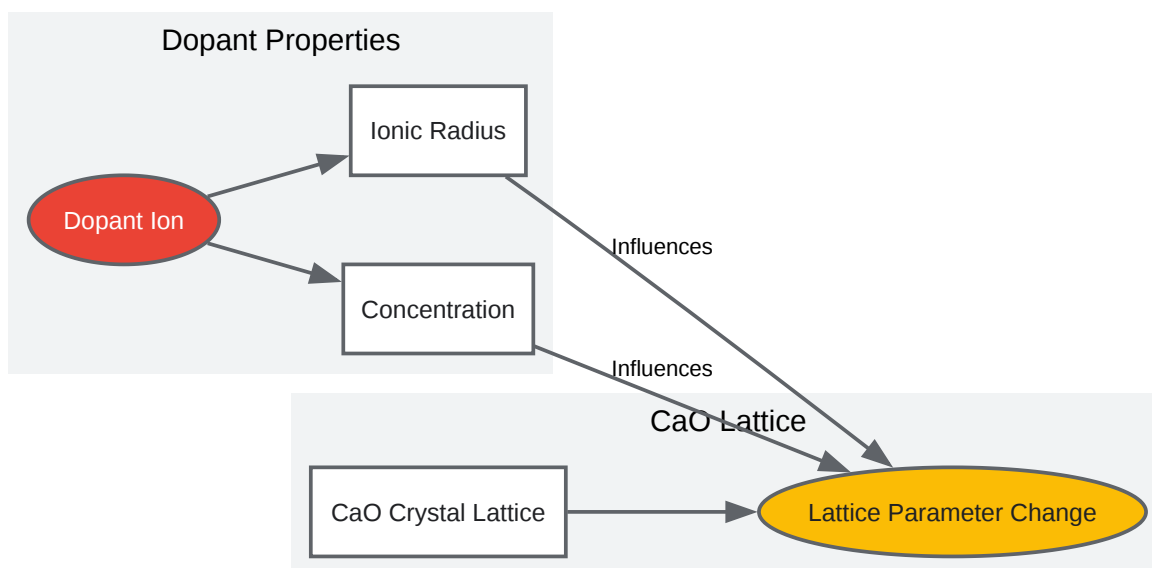 Dopant Properties
Ionic Radius
Dopant Ion
Influences
Concentration
Influences
CaO Lattice
CaO Crystal Lattice
Lattice Parameter Change